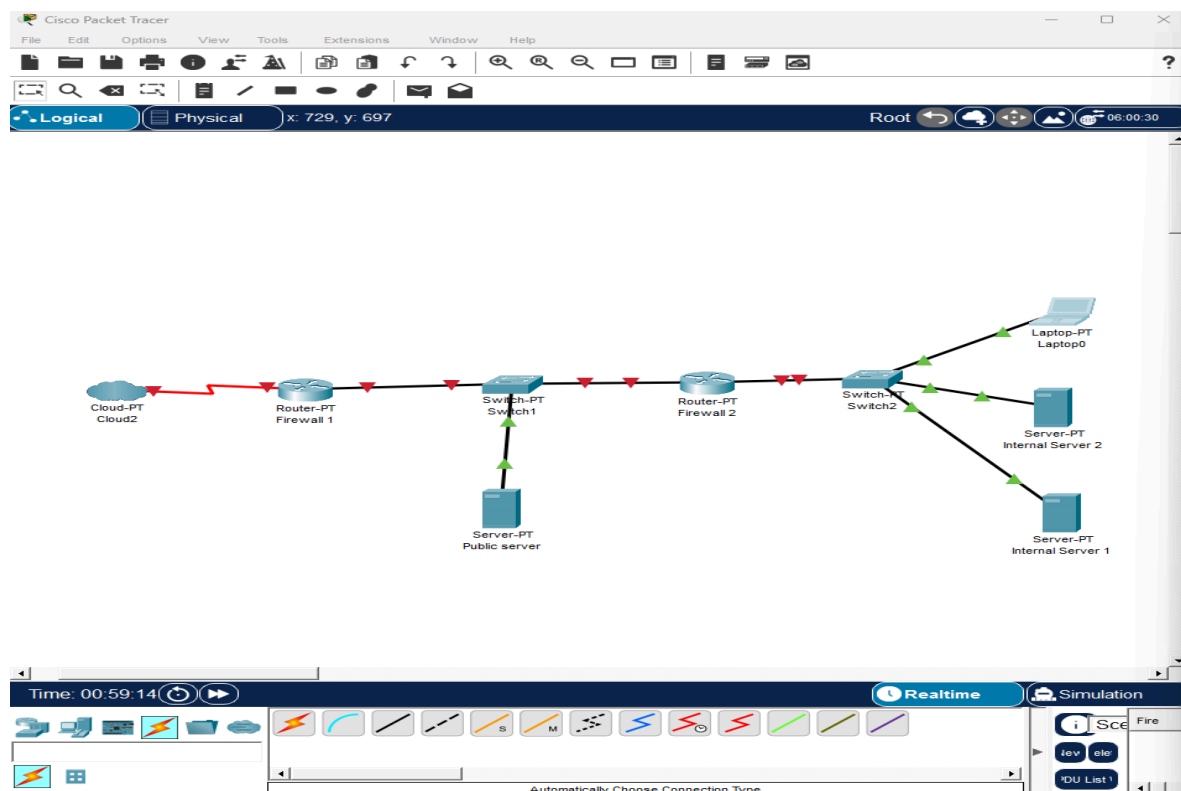 Cisco Packet Tracer
File Edit Options View Tools Extensions Window Help
?
Logical Physical x: 729, y: 697 Root 06:00:30
Laptop-PT
Laptop0
Cloud-PT
Cloud2
Router-PT
Firewall 1
Switch-PT
Switch1
Router-PT
Firewall 2
Switch-PT
Switch2
Server-PT
Internal Server 2
Server-PT
Public server
Server-PT
Internal Server 1
Time: 00:59:14 Realtime Simulation
S M
Sce Fire
PDU List
Automatically Choose Connection Type